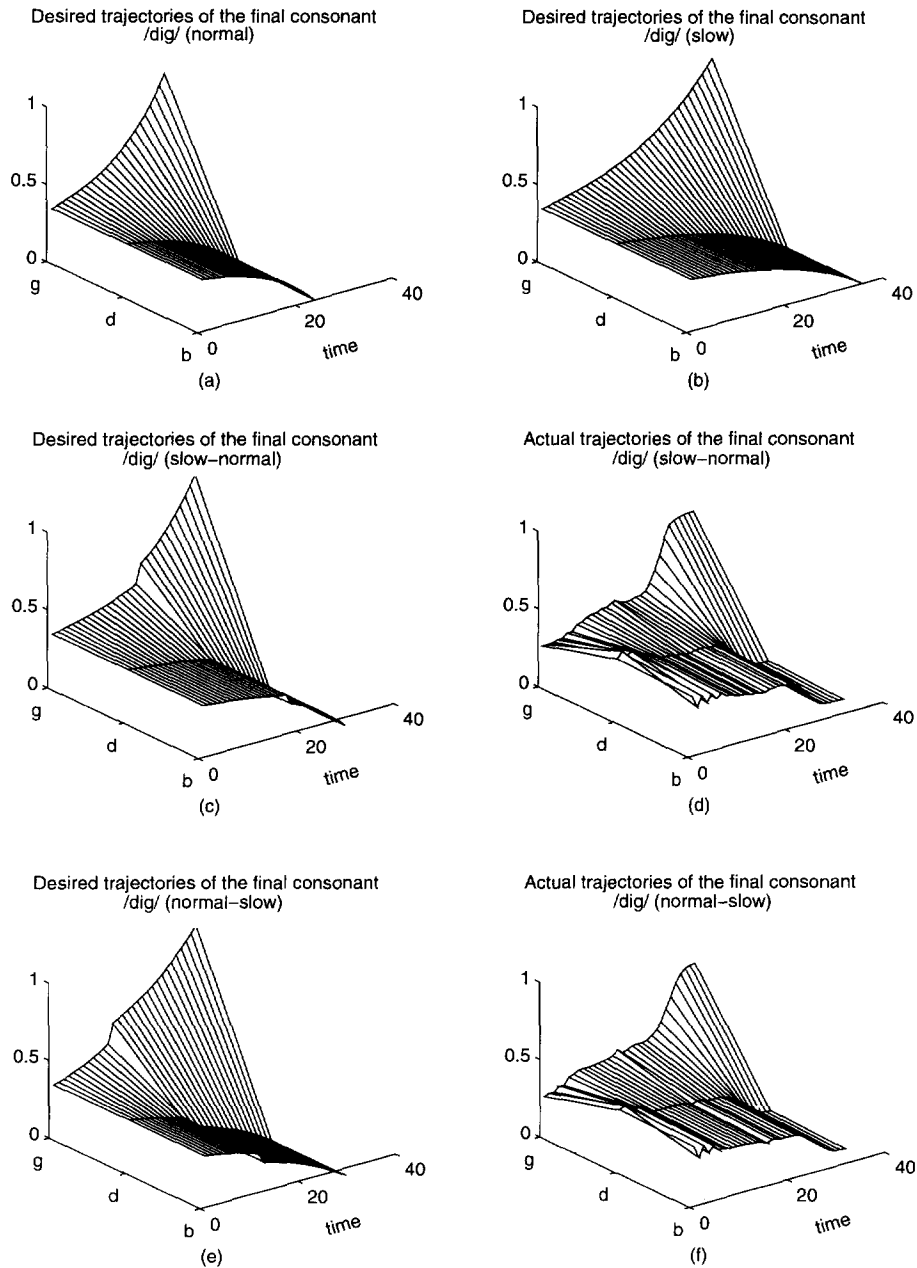 Desired trajectories of the final consonant
/dig/ (normal)
1
0.5
0
g
d
b
0
20
40
time
(a)
Desired trajectories of the final consonant
/dig/ (slow)
1
0.5
0
g
d
b
0
20
40
time
(b)
Desired trajectories of the final consonant
/dig/ (slow–normal)
1
0.5
0
g
d
b
0
20
40
time
(c)
Actual trajectories of the final consonant
/dig/ (slow–normal)
1
0.5
0
g
d
b
0
20
40
time
(d)
Desired trajectories of the final consonant
/dig/ (normal–slow)
1
0.5
0
g
d
b
0
20
40
time
(e)
Actual trajectories of the final consonant
/dig/ (normal–slow)
1
0.5
0
g
d
b
0
20
40
time
(f)